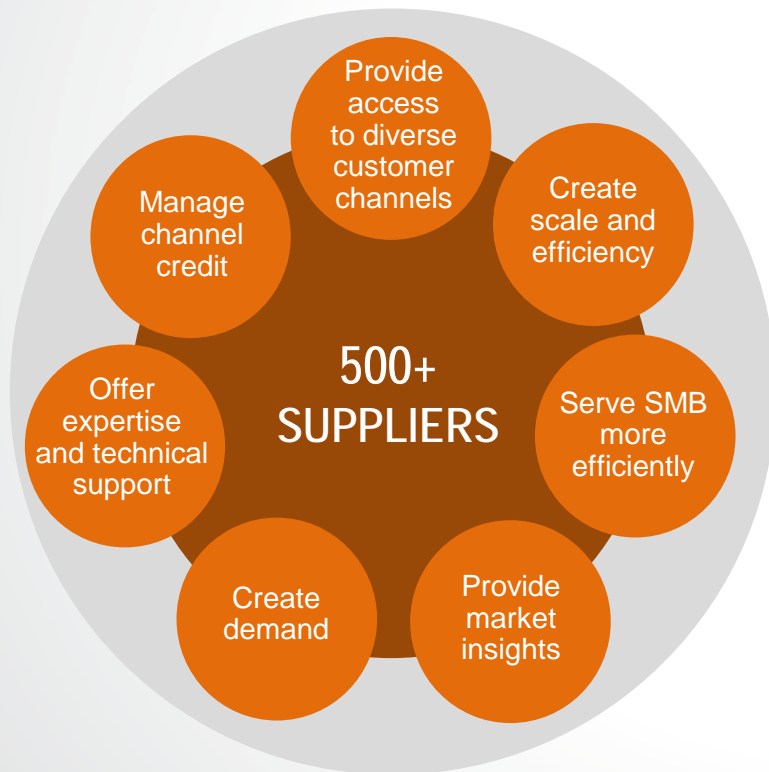 Provide
access
to diverse
customer
channels
Create
scale and
efficiency
Serve SMB
more
efficiently
Provide
market
insights
Create
demand
Offer
expertise
and technical
support
Manage
channel
credit
500+
SUPPLIERS